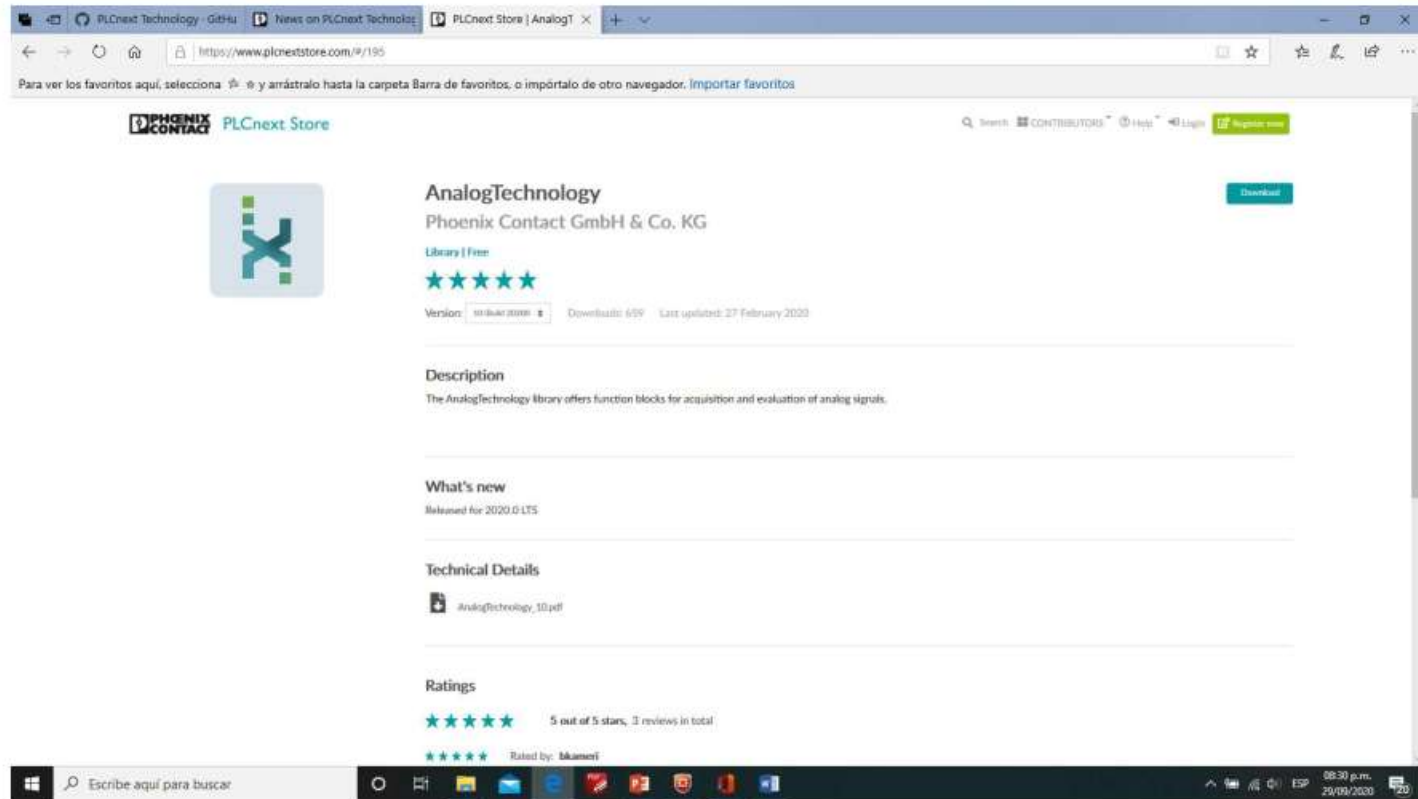 PLCnext Technology · GitHu
News on PLCnext Technolog
PLCnext Store | AnalogT
https://www.plcnextstore.com/#/195
Para ver los favoritos aquí, selecciona y arrástralo hasta la carpeta Barra de favoritos, o impórtalo de otro navegador. Importar favoritos
PHOENIX CONTACT PLCnext Store
Search CONTRIBUTORS Help Login Register now
AnalogTechnology
Download
Phoenix Contact GmbH & Co. KG
Library | Free
Version: Downloads: 659 Last updated: 27 February 2020
Description
The AnalogTechnology library offers function blocks for acquisition and evaluation of analog signals.
What's new
Released for 2020.0 LTS
Technical Details
AnalogTechnology_10.pdf
Ratings
5 out of 5 stars, 3 reviews in total
Rated by: bkameri
Escribe aquí para buscar
ESP
08:30 p.m.
29/09/2020
20